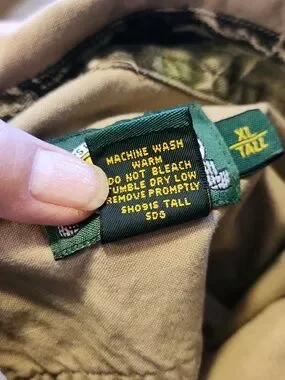 MACHINE WASH
WARM
DO NOT BLEACH
TUMBLE DRY LOW
REMOVE PROMPTLY
SH0915 TALL
SDG
XL
TALL